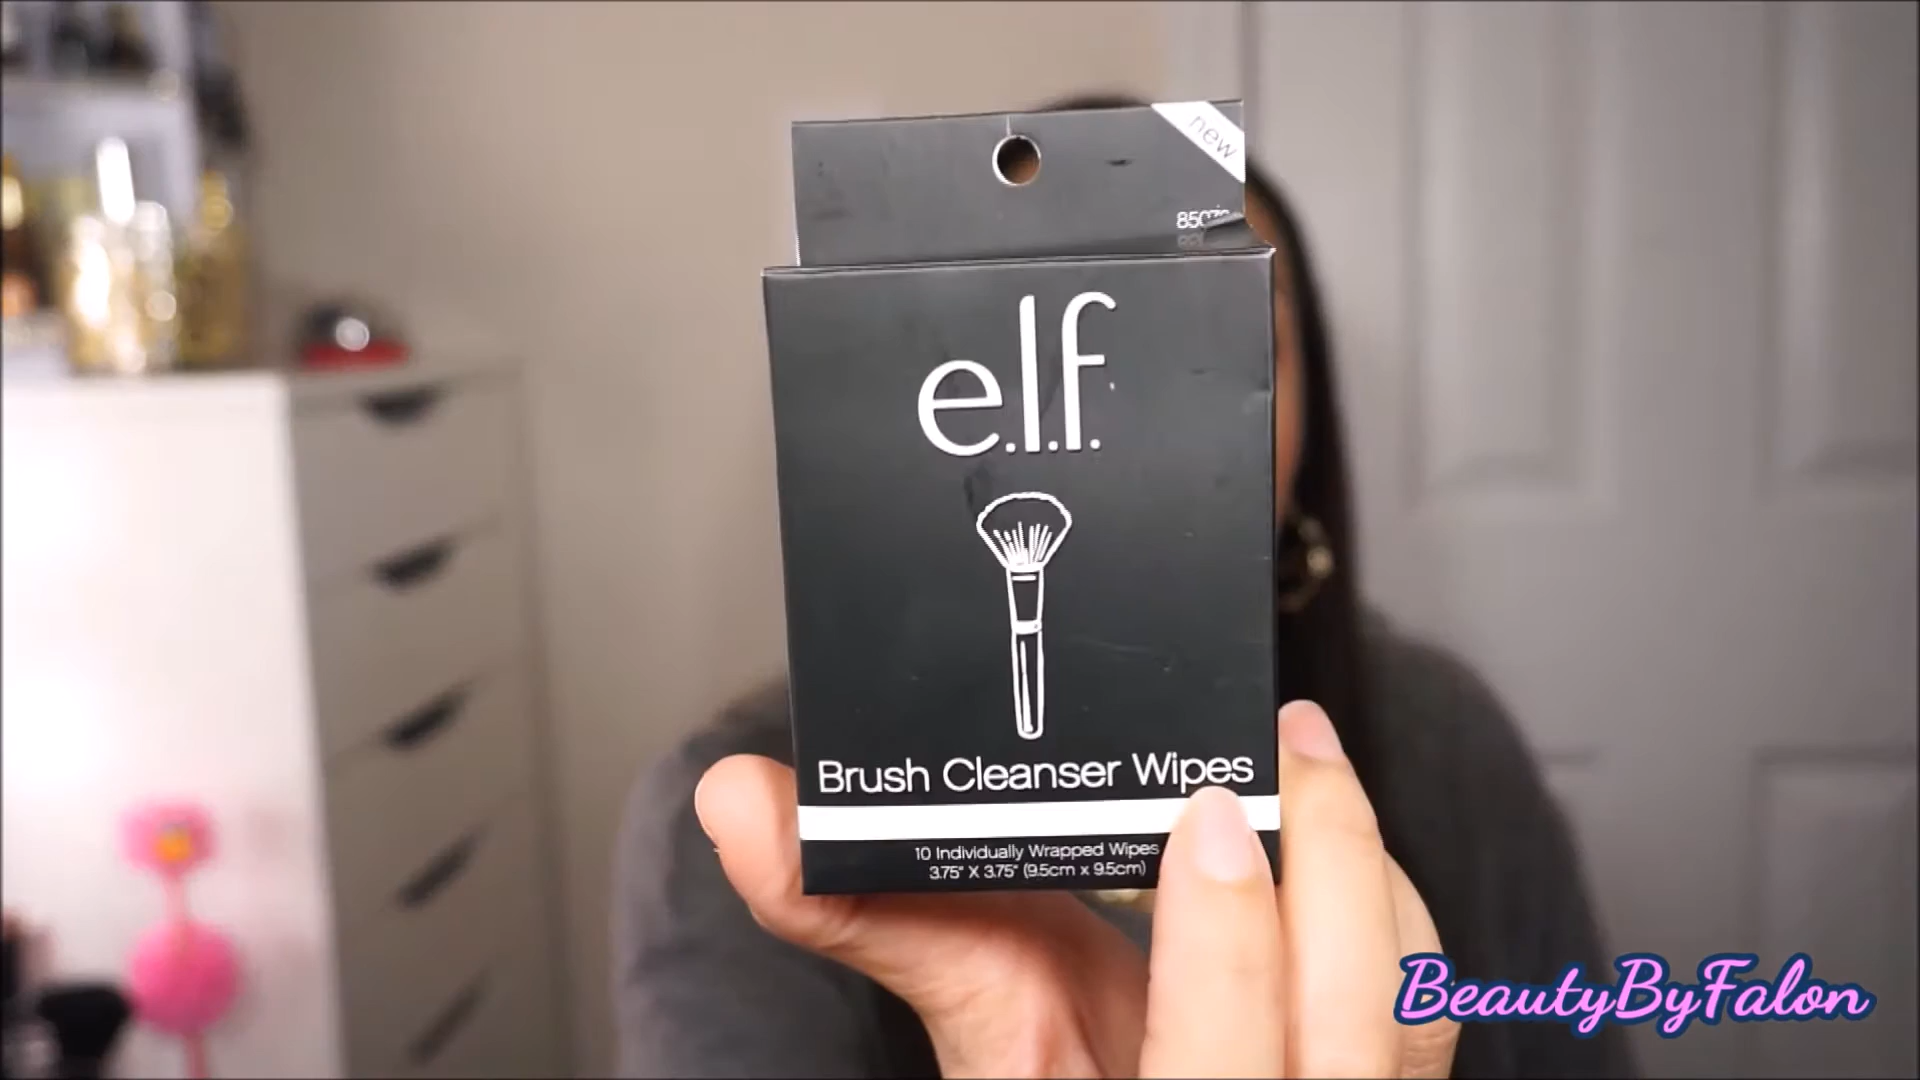 new
e.l.f.
Brush Cleanser Wipes
10 Individually Wrapped Wipes
3.75" X 3.75" (9.5cm x 9.5cm)
BeautyByFalon